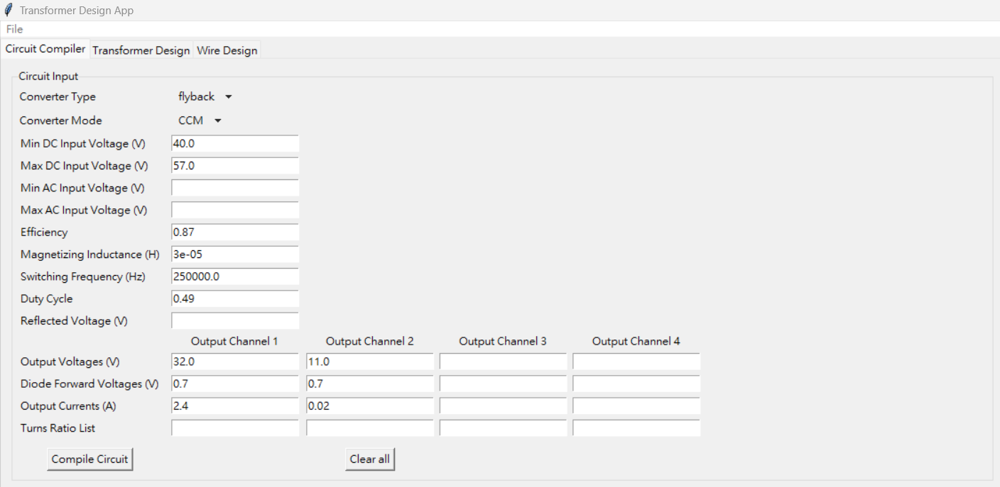 Transformer Design App
File
Circuit Compiler Transformer Design Wire Design
Circuit Input
Converter Type flyback
Converter Mode CCM
Min DC Input Voltage (V) 40.0
Max DC Input Voltage (V) 57.0
Min AC Input Voltage (V)
Max AC Input Voltage (V)
Efficiency 0.87
Magnetizing Inductance (H) 3e-05
Switching Frequency (Hz) 250000.0
Duty Cycle 0.49
Reflected Voltage (V)
Output Channel 1 Output Channel 2 Output Channel 3 Output Channel 4
Output Voltages (V) 32.0 11.0
Diode Forward Voltages (V) 0.7 0.7
Output Currents (A) 2.4 0.02
Turns Ratio List
Compile Circuit Clear all